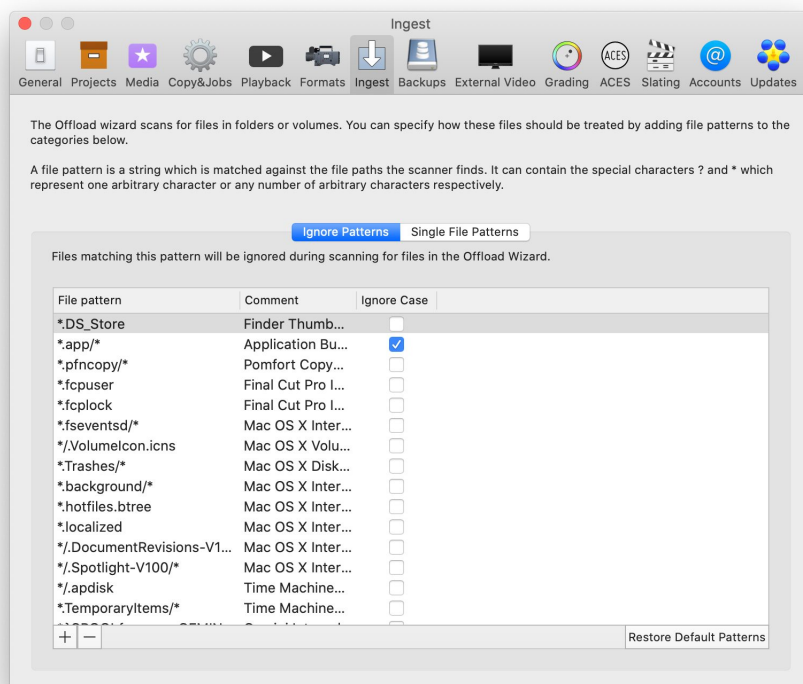 Ingest
ACES
@
General Projects Media Copy&Jobs Playback Formats Ingest Backups External Video Grading ACES Slating Accounts Updates
The Offload wizard scans for files in folders or volumes. You can specify how these files should be treated by adding file patterns to the
categories below.
A file pattern is a string which is matched against the file paths the scanner finds. It can contain the special characters ? and * which
represent one arbitrary character or any number of arbitrary characters respectively.
Ignore Patterns Single File Patterns
Files matching this pattern will be ignored during scanning for files in the Offload Wizard.
File pattern Comment Ignore Case
*.DS_Store Finder Thumb...
*.app/* Application Bu...
*.pfncopy/* Pomfort Copy...
*.fcpuser Final Cut Pro I...
*.fcplock Final Cut Pro I...
*.fseventsd/* Mac OS X Inter...
*/.VolumeIcon.icns Mac OS X Volu...
*.Trashes/* Mac OS X Disk...
*.background/* Mac OS X Inter...
*.hotfiles.btree Mac OS X Inter...
*.localized Mac OS X Inter...
*/.DocumentRevisions-V1... Mac OS X Inter...
*/.Spotlight-V100/* Mac OS X Inter...
*/.apdisk Time Machine...
*.TemporaryItems/* Time Machine...
+ − Restore Default Patterns